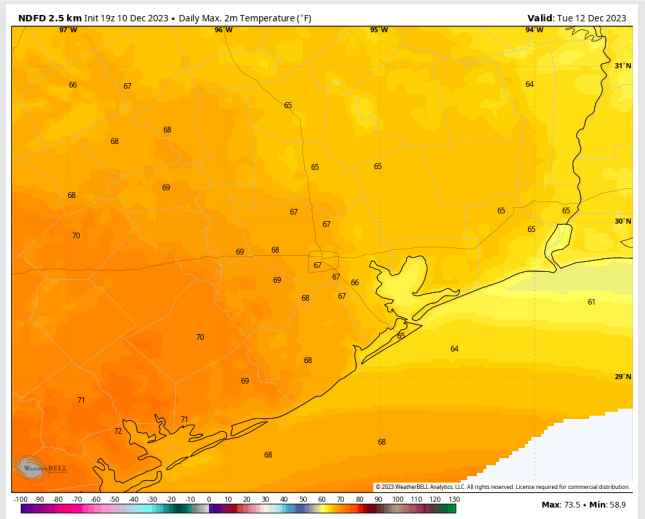 NDFD 2.5 km Init 19z 10 Dec 2023 • Daily Max. 2m Temperature (°F)
Valid: Tue 12 Dec 2023
97°W 96°W 95°W 94°W
31°N
66 67 64
65
68
68
65 65
69
68
67 65 65
30°N
67 65
70
69 68
67
69 67 66
68 67
61
65
70
64
68
29°N
69
71
71
72
68
68
WeatherBELL
© 2023 WeatherBELL Analytics, LLC. All rights reserved. License required for commercial distribution.
-100 -90 -80 -70 -60 -50 -40 -30 -20 -10 0 10 20 30 40 50 60 70 80 90 100 110 120 130
Max: 73.5 • Min: 58.9